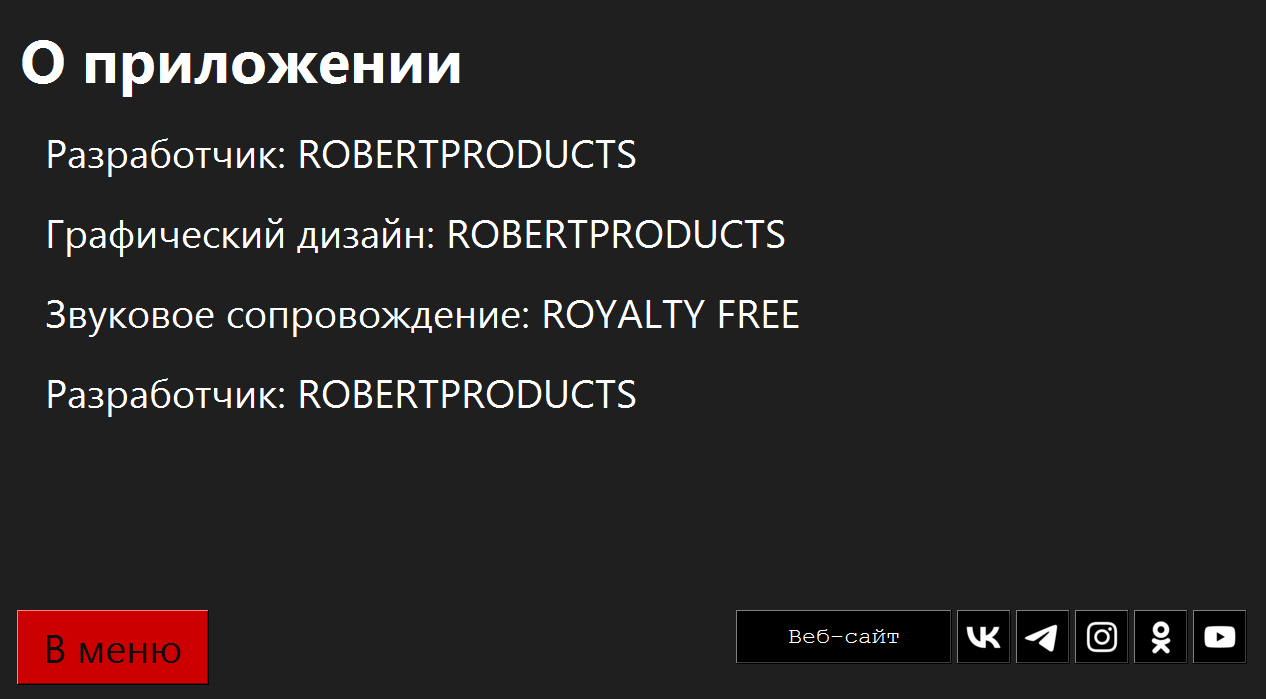 О приложении
Разработчик: ROBERTPRODUCTS
Графический дизайн: ROBERTPRODUCTS
Звуковое сопровождение: ROYALTY FREE
Разработчик: ROBERTPRODUCTS
В меню
Веб-сайт